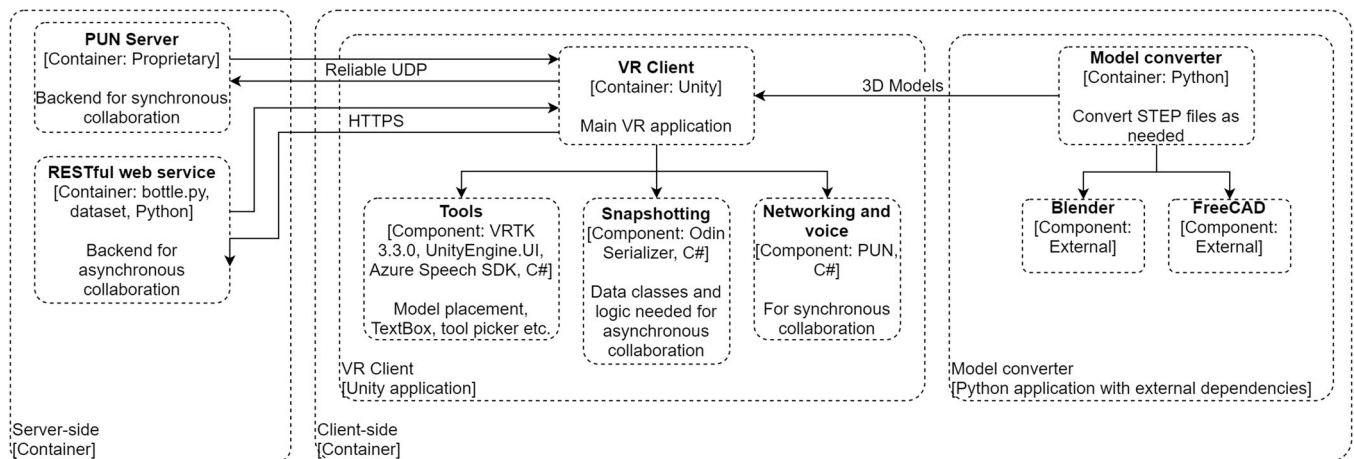 PUN Server
[Container: Proprietary]
Backend for synchronous
collaboration
RESTful web service
[Container: bottle.py,
dataset, Python]
Backend for
asynchronous
collaboration
Server-side
[Container]
Reliable UDP
HTTPS
VR Client
[Container: Unity]
Main VR application
3D Models
Model converter
[Container: Python]
Convert STEP files as
needed
Tools
[Component: VRTK
3.3.0, UnityEngine.UI,
Azure Speech SDK, C#]
Model placement,
TextBox, tool picker etc.
Snapshotting
[Component: Odin
Serializer, C#]
Data classes and
logic needed for
asynchronous
collaboration
Networking and
voice
[Component: PUN,
C#]
For synchronous
collaboration
Blender
[Component:
External]
FreeCAD
[Component:
External]
VR Client
[Unity application]
Model converter
[Python application with external dependencies]
Client-side
[Container]